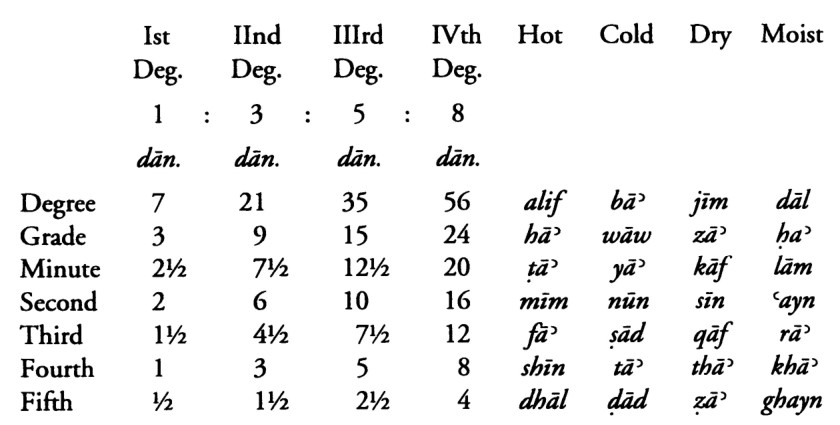 Ist IInd IIIrd IVth Hot Cold Dry Moist
Deg. Deg. Deg. Deg.
1 : 3 : 5 : 8
dān. dān. dān. dān.
Degree 7 21 35 56 alif bāʾ jīm dāl
Grade 3 9 15 24 hāʾ wāw zāʾ ḥaʾ
Minute 2½ 7½ 12½ 20 ṭāʾ yāʾ kāf lām
Second 2 6 10 16 mīm nūn sīn ʿayn
Third 1½ 4½ 7½ 12 fāʾ ṣād qāf rāʾ
Fourth 1 3 5 8 shīn tāʾ thāʾ khāʾ
Fifth ½ 1½ 2½ 4 dhāl ḍād ẓāʾ ghayn